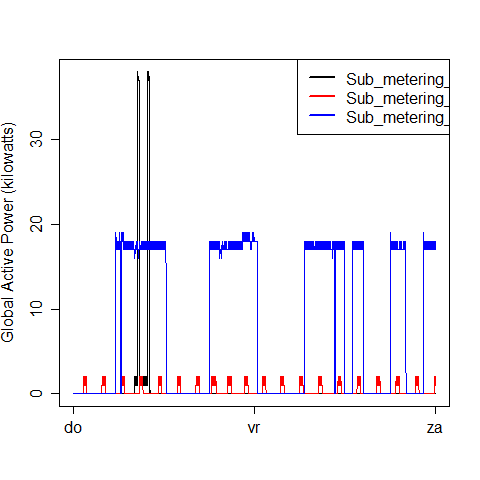 Sub_metering_
Sub_metering_
Sub_metering_
Global Active Power (kilowatts)
30
20
10
0
do vr za